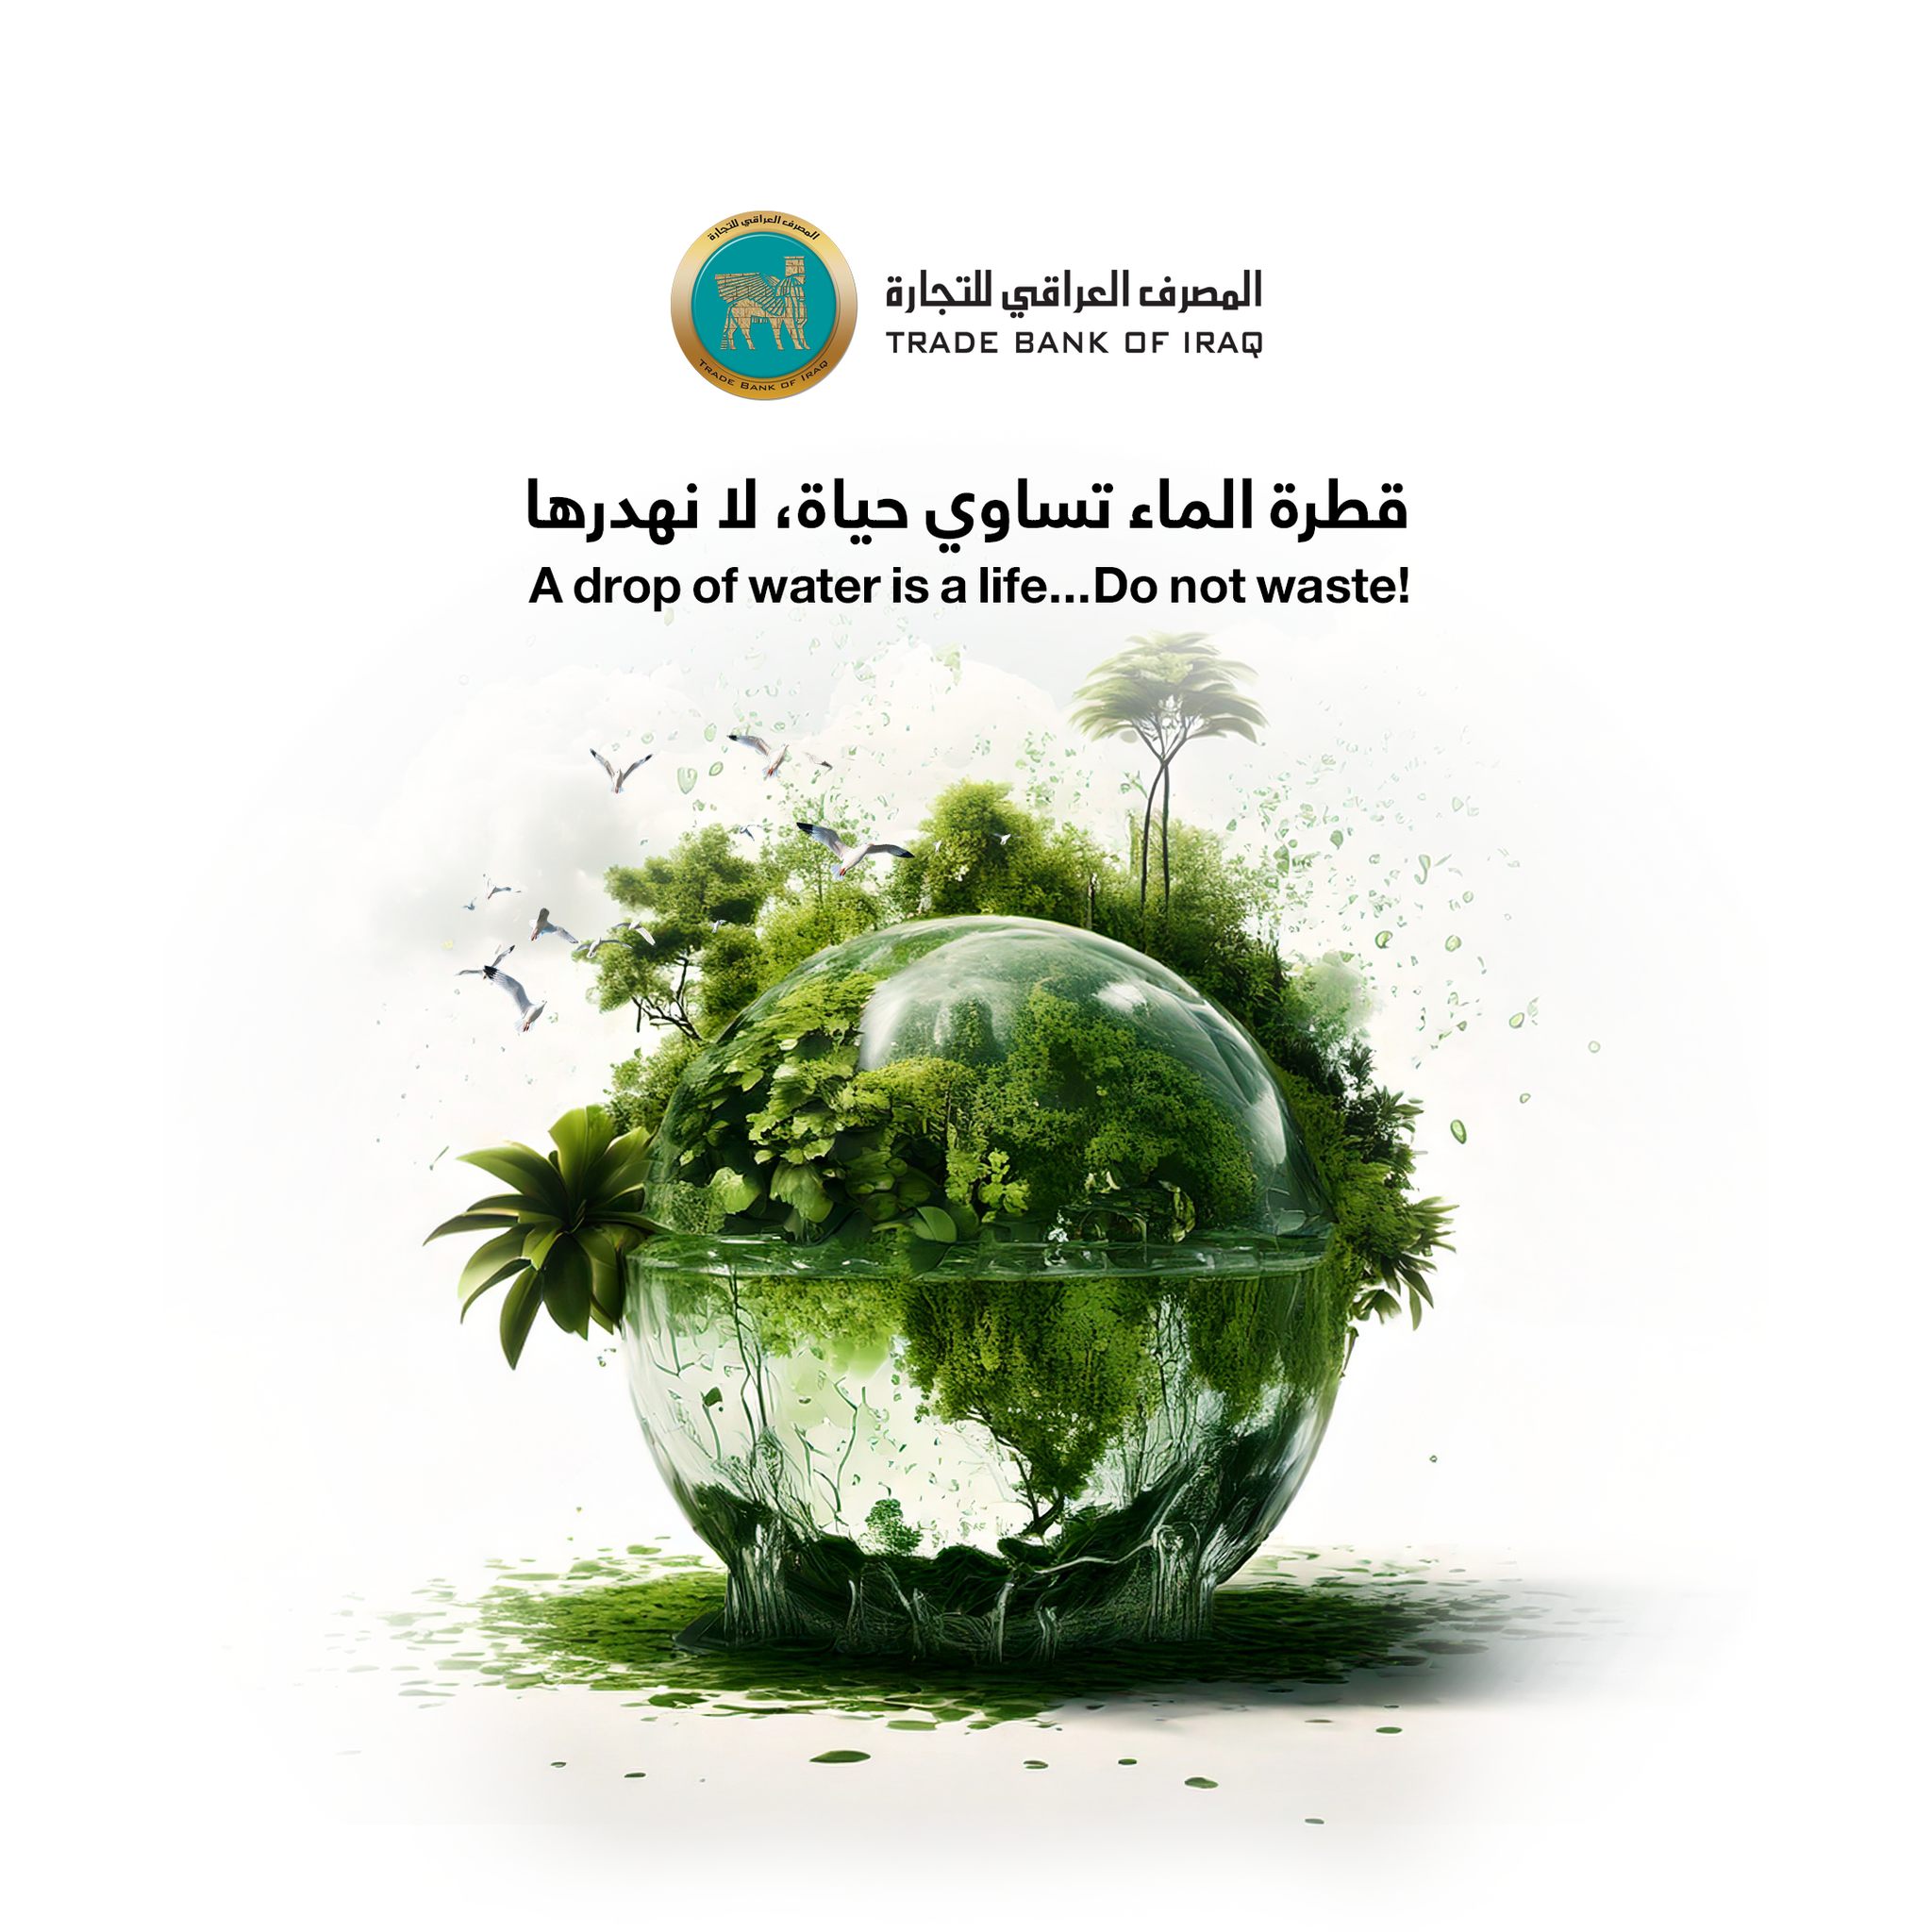 المصرف العراقي للتجارة
TRADE BANK OF IRAQ
المصرف العراقي للتجارة
TRADE BANK OF IRAQ
قطرة الماء تساوي حياة، لا نهدرها
A drop of water is a life...Do not waste!